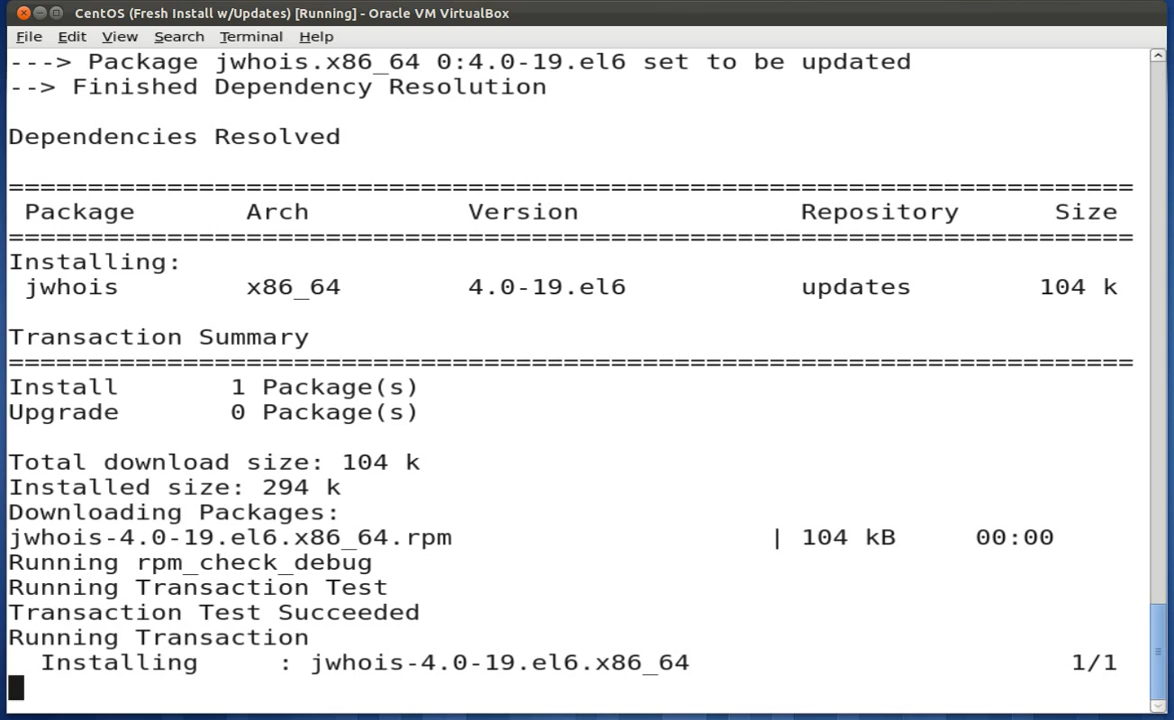 CentOS (Fresh Install w/Updates) [Running] - Oracle VM VirtualBox
File Edit View Search Terminal Help
---> Package jwhois.x86_64 0:4.0-19.el6 set to be updated
--> Finished Dependency Resolution
Dependencies Resolved
================================================================================
Package Arch Version Repository Size
================================================================================
Installing:
jwhois x86_64 4.0-19.el6 updates 104 k
Transaction Summary
================================================================================
Install 1 Package(s)
Upgrade 0 Package(s)
Total download size: 104 k
Installed size: 294 k
Downloading Packages:
jwhois-4.0-19.el6.x86_64.rpm | 104 kB 00:00
Running rpm_check_debug
Running Transaction Test
Transaction Test Succeeded
Running Transaction
Installing : jwhois-4.0-19.el6.x86_64 1/1